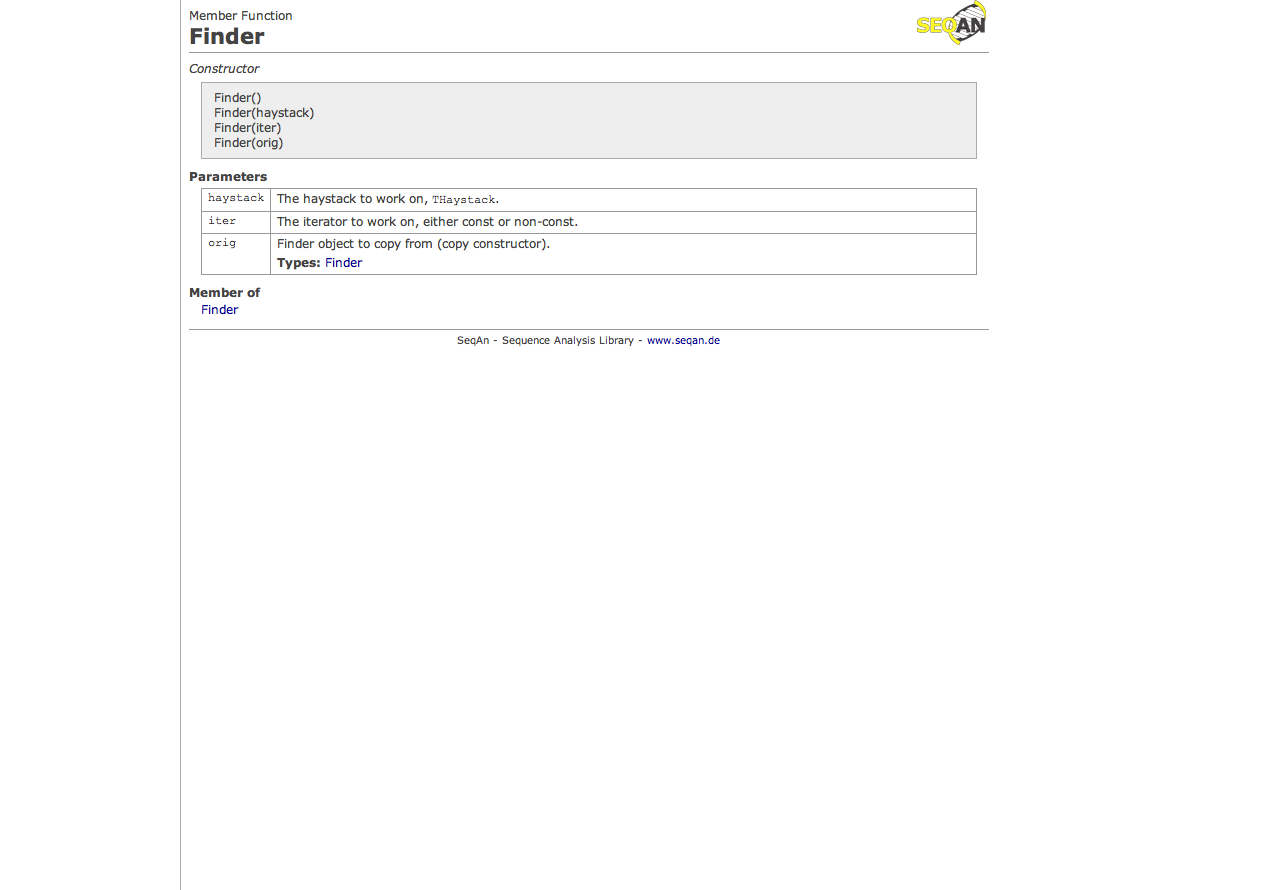 Member Function
SEQAN
Finder
Constructor
Finder()
Finder(haystack)
Finder(iter)
Finder(orig)
Parameters
haystack The haystack to work on, THaystack.
iter The iterator to work on, either const or non-const.
orig Finder object to copy from (copy constructor).
Types: Finder
Member of
Finder
SeqAn - Sequence Analysis Library - www.seqan.de